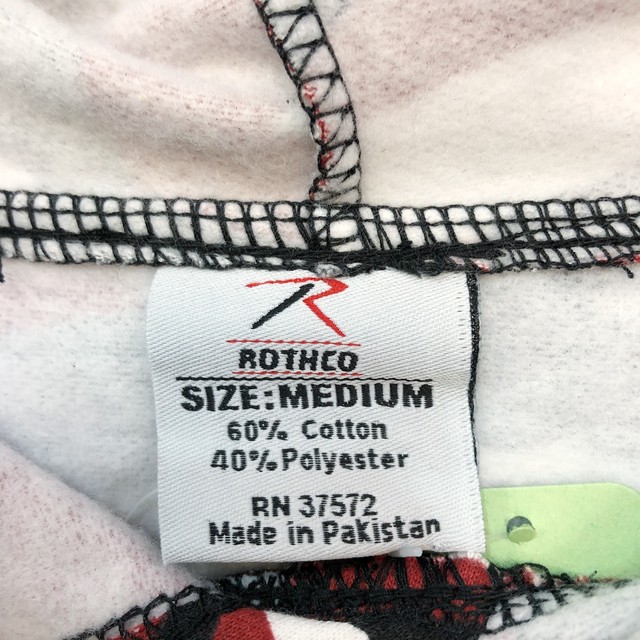 R
ROTHCO
SIZE:MEDIUM
60% Cotton
40% Polyester
RN 37572
Made in Pakistan